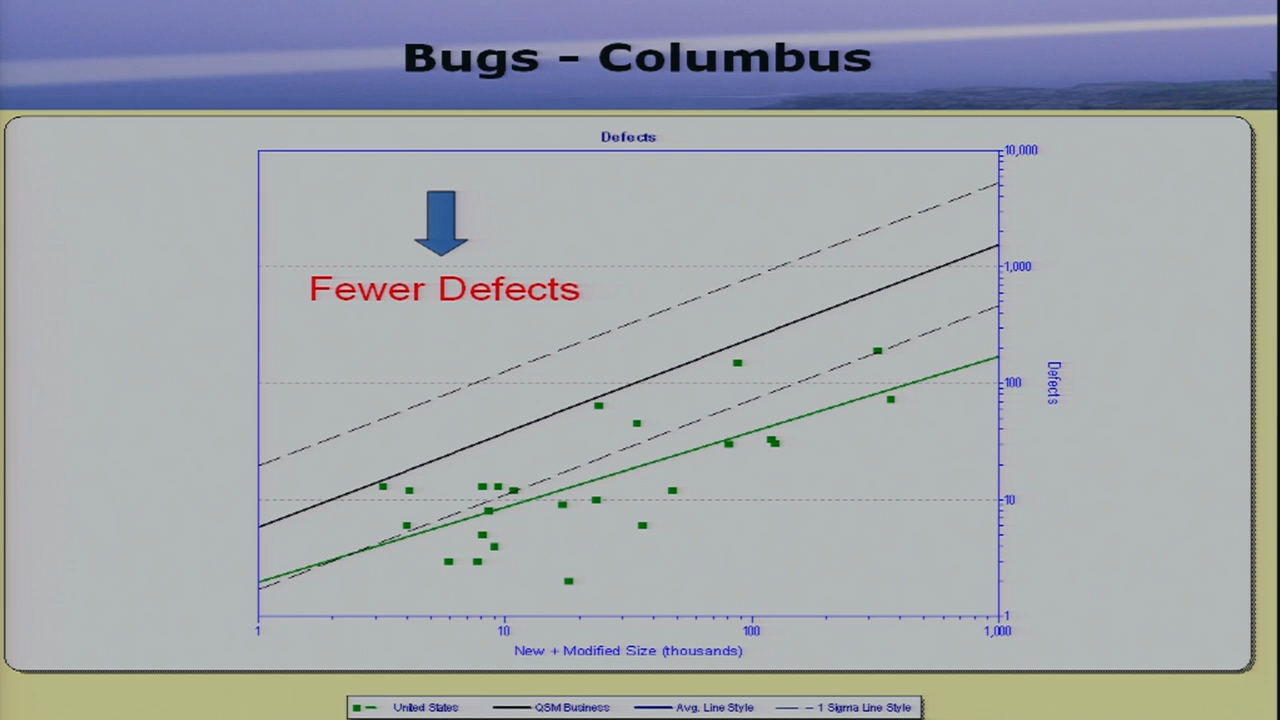 Bugs - Columbus
Defects
10,000
1,000
100
10
1
Fewer Defects
Defects
1
10
100
1,000
New + Modified Size (thousands)
United States
QSM Business
Avg. Line Style
1 Sigma Line Style